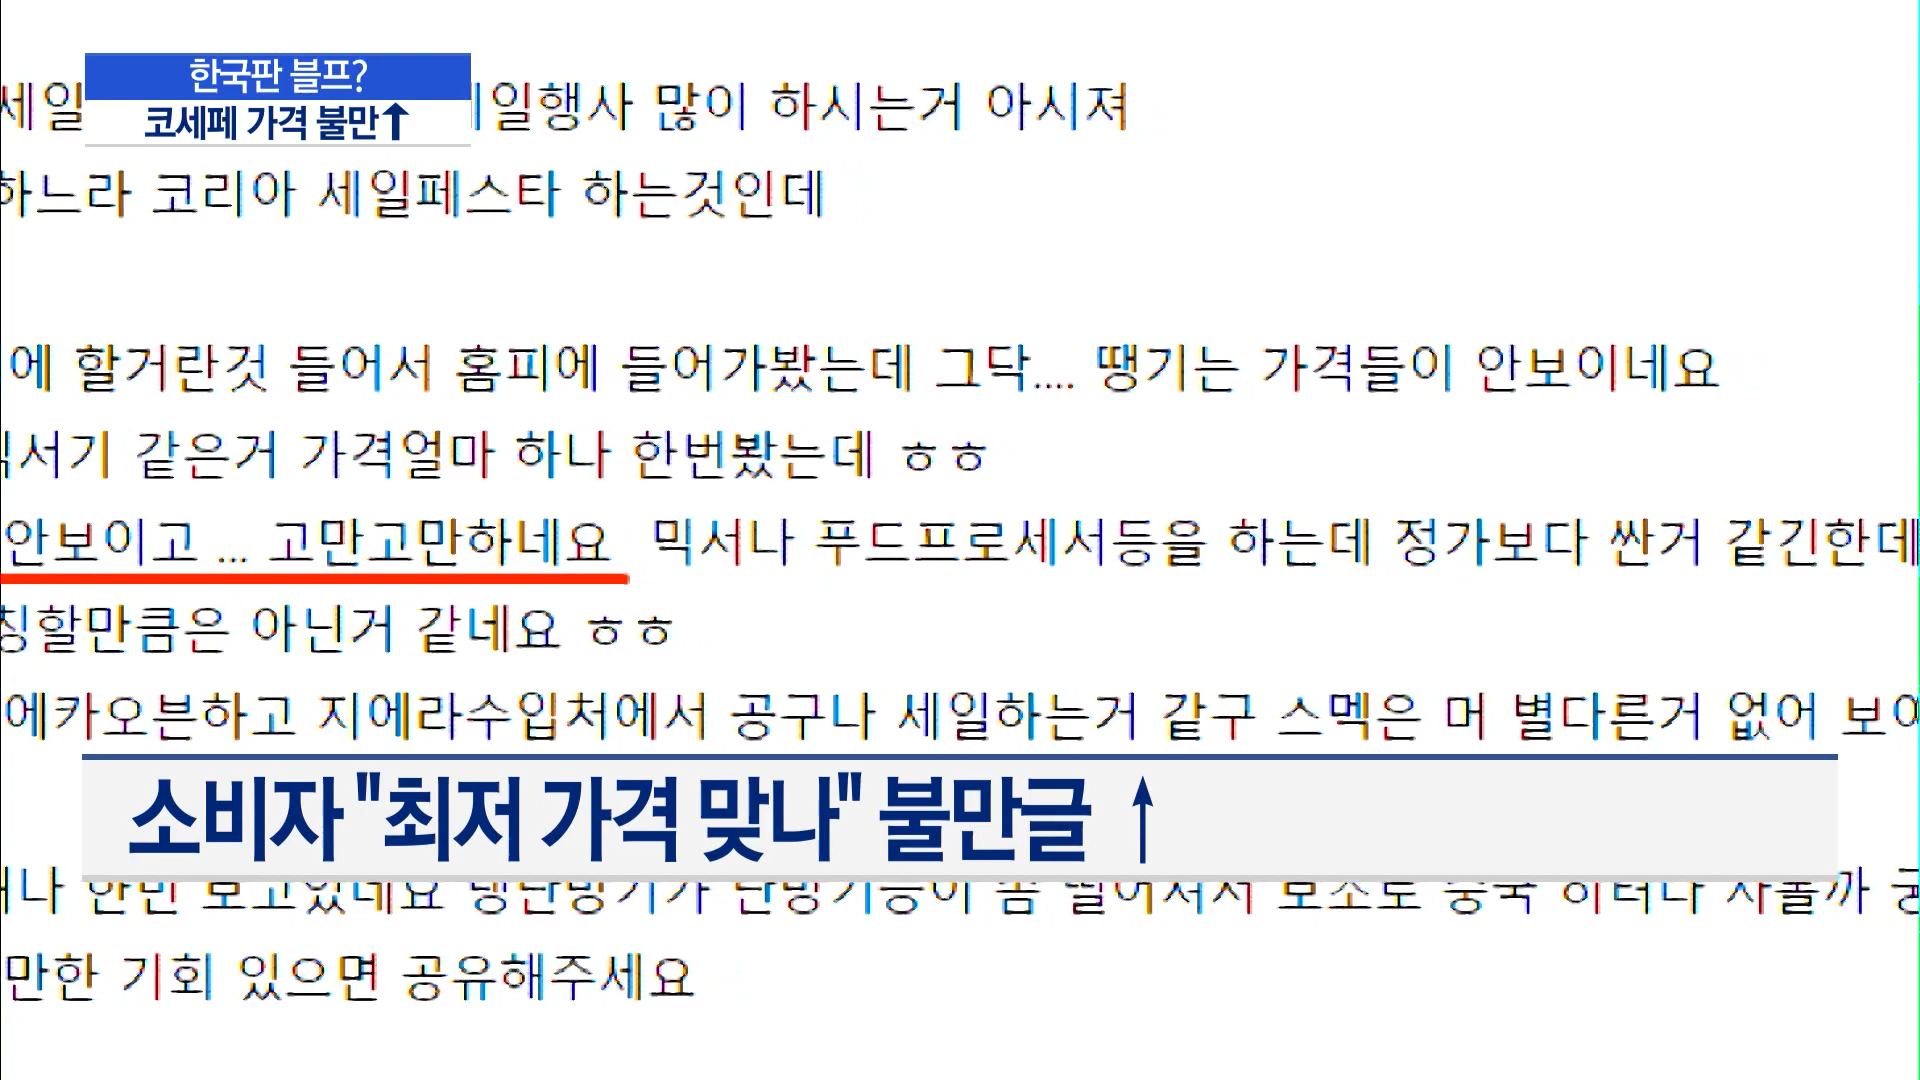 한국판 블프?
코세페 가격 불만↑
세일 일행사 많이 하시는거 아시져
하느라 코리아 세일페스타 하는것인데
에 할거란것 들어서 홈피에 들어가봤는데 그닥.... 땡기는 가격들이 안보이네요
믹서기 같은거 가격얼마 하나 한번봤는데 ㅎㅎ
안보이고 ... 고만고만하네요 믹서나 푸드프로세서등을 하는데 정가보다 싼거 같긴한데
칭할만큼은 아닌거 같네요 ㅎㅎ
에카오븐하고 지에라수입처에서 공구나 세일하는거 같구 스멕은 머 별다른거 없어
소비자 "최저 가격 맞나" 불만글 ↑
만한 기회 있으면 공유해주세요